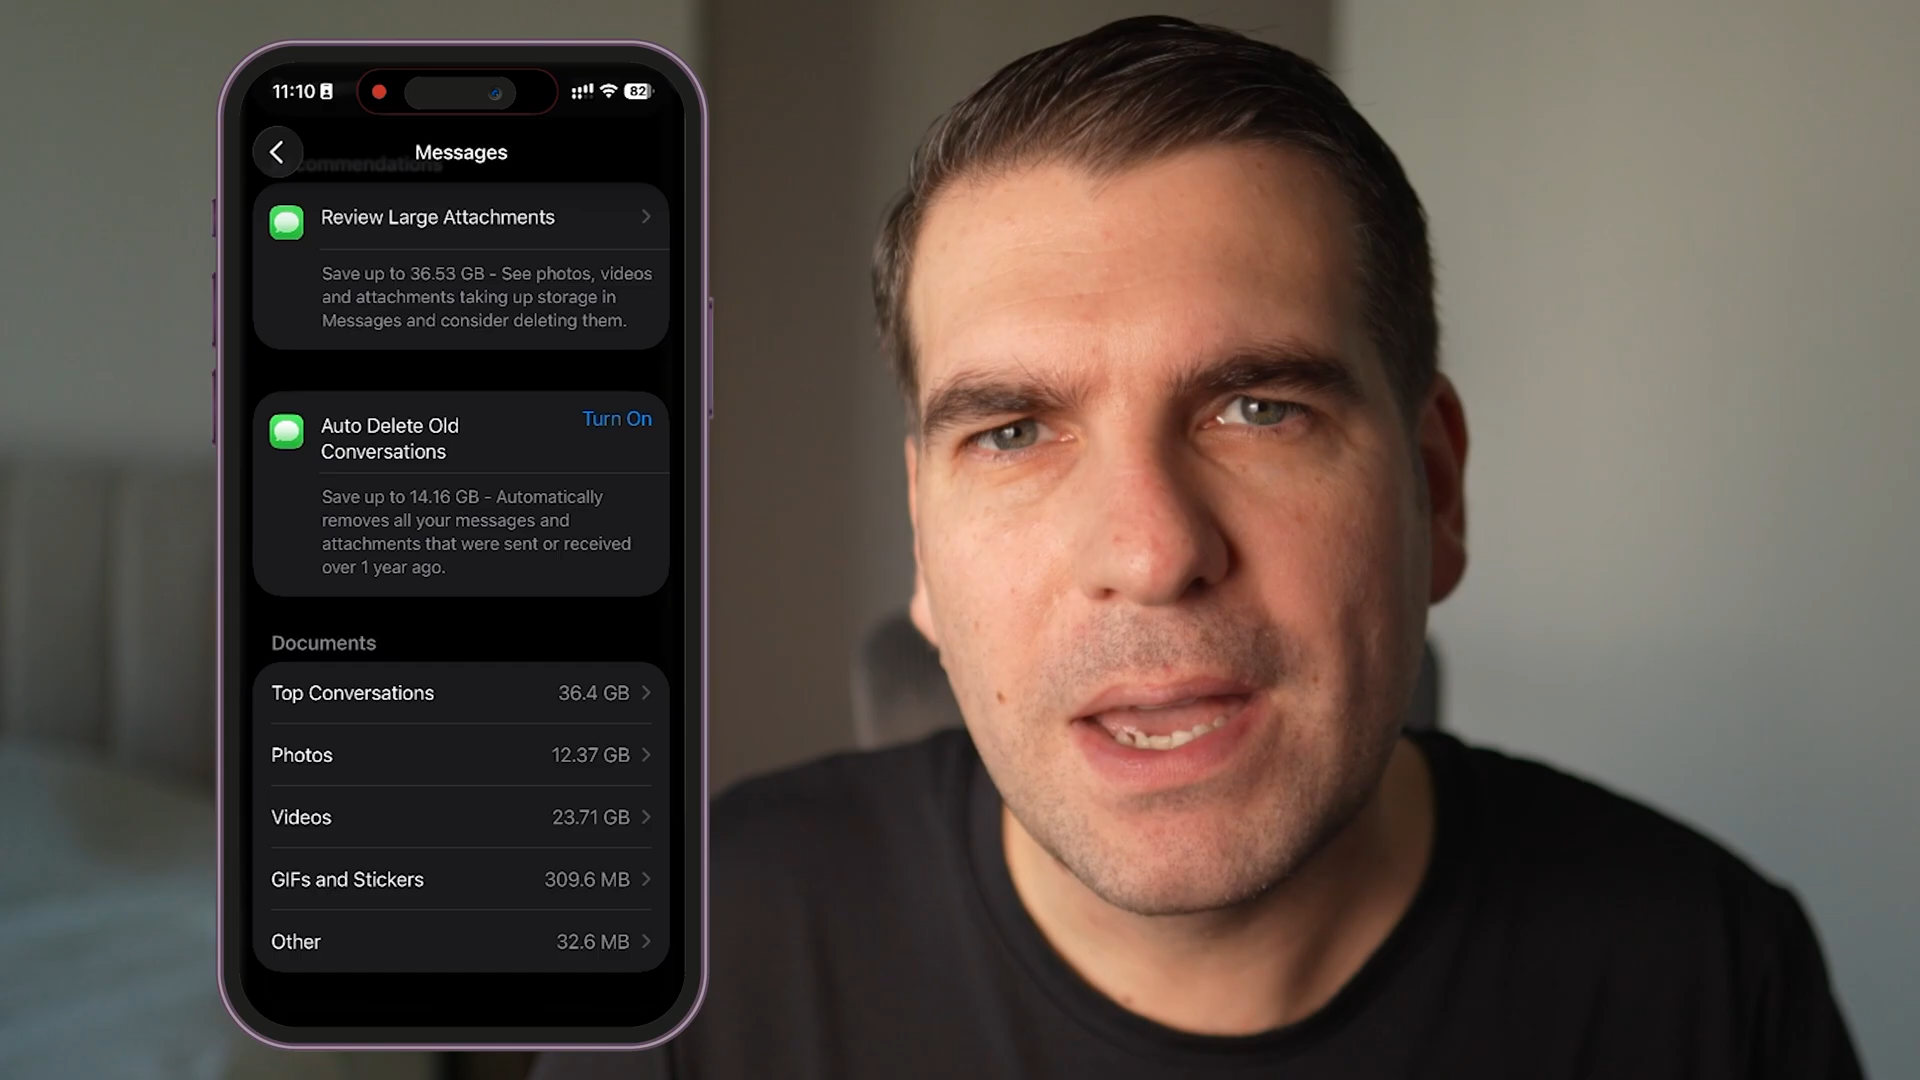 11:10
82
Messages
commendations
Review Large Attachments
Save up to 36.53 GB - See photos, videos
and attachments taking up storage in
Messages and consider deleting them.
Auto Delete Old
Conversations
Turn On
Save up to 14.16 GB - Automatically
removes all your messages and
attachments that were sent or received
over 1 year ago.
Documents
Top Conversations 36.4 GB
Photos 12.37 GB
Videos 23.71 GB
GIFs and Stickers 309.6 MB
Other 32.6 MB